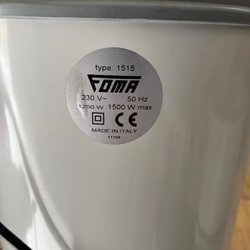 type: 1515
FOMA
230 V~ 50 Hz
1250 W 1500 W max
CE
MADE IN ITALY